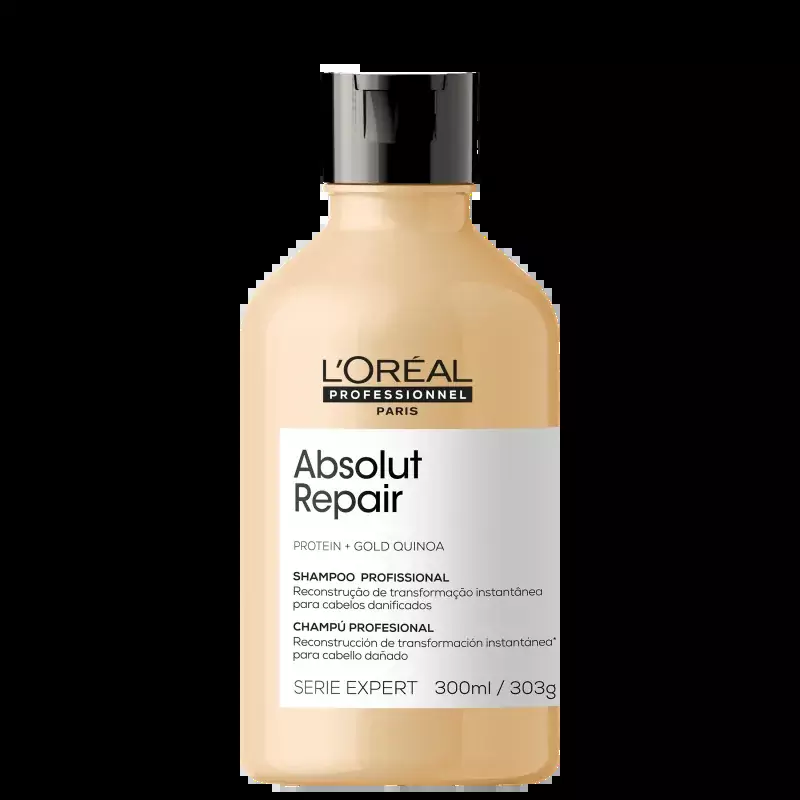 L'ORÉAL
PROFESSIONNEL
PARIS
Absolut
Repair
PROTEIN + GOLD QUINOA
SHAMPOO PROFISSIONAL
Reconstrução de transformação instantânea
para cabelos danificados
CHAMPÚ PROFESIONAL
Reconstrucción de transformación instantánea*
para cabello dañado
SERIE EXPERT 300ml / 303g